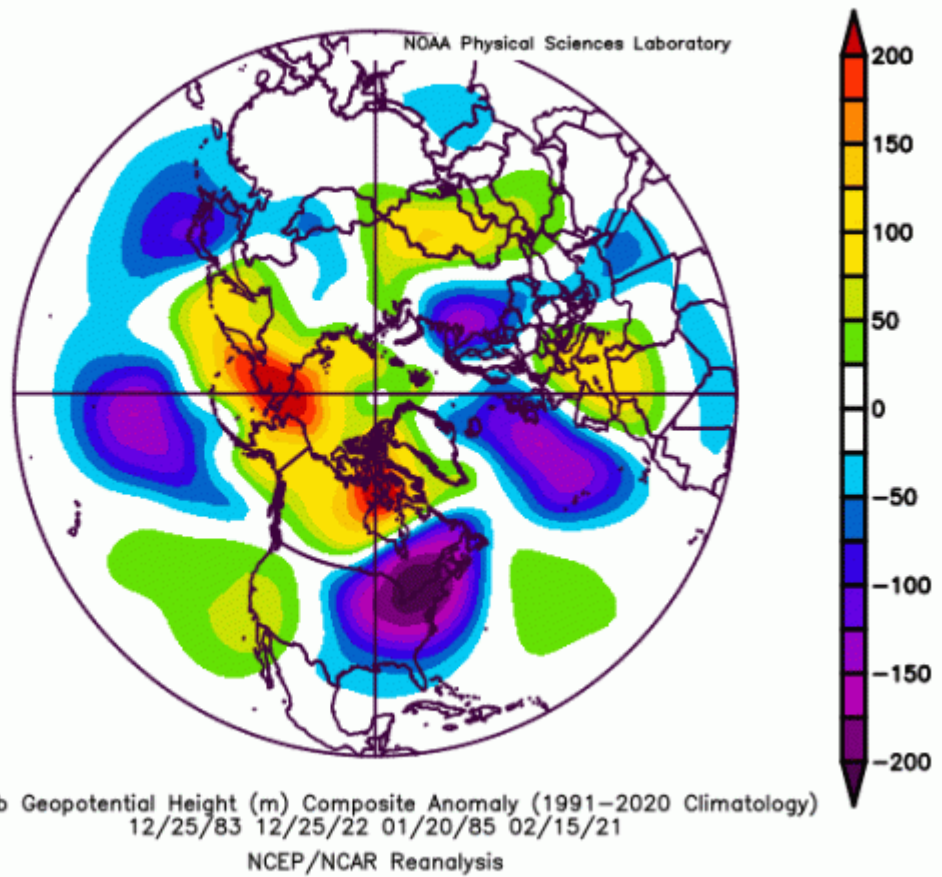 NOAA Physical Sciences Laboratory
200
150
100
50
0
-50
-100
-150
-200
b Geopotential Height (m) Composite Anomaly (1991-2020 Climatology)
12/25/83 12/25/22 01/20/85 02/15/21
NCEP/NCAR Reanalysis